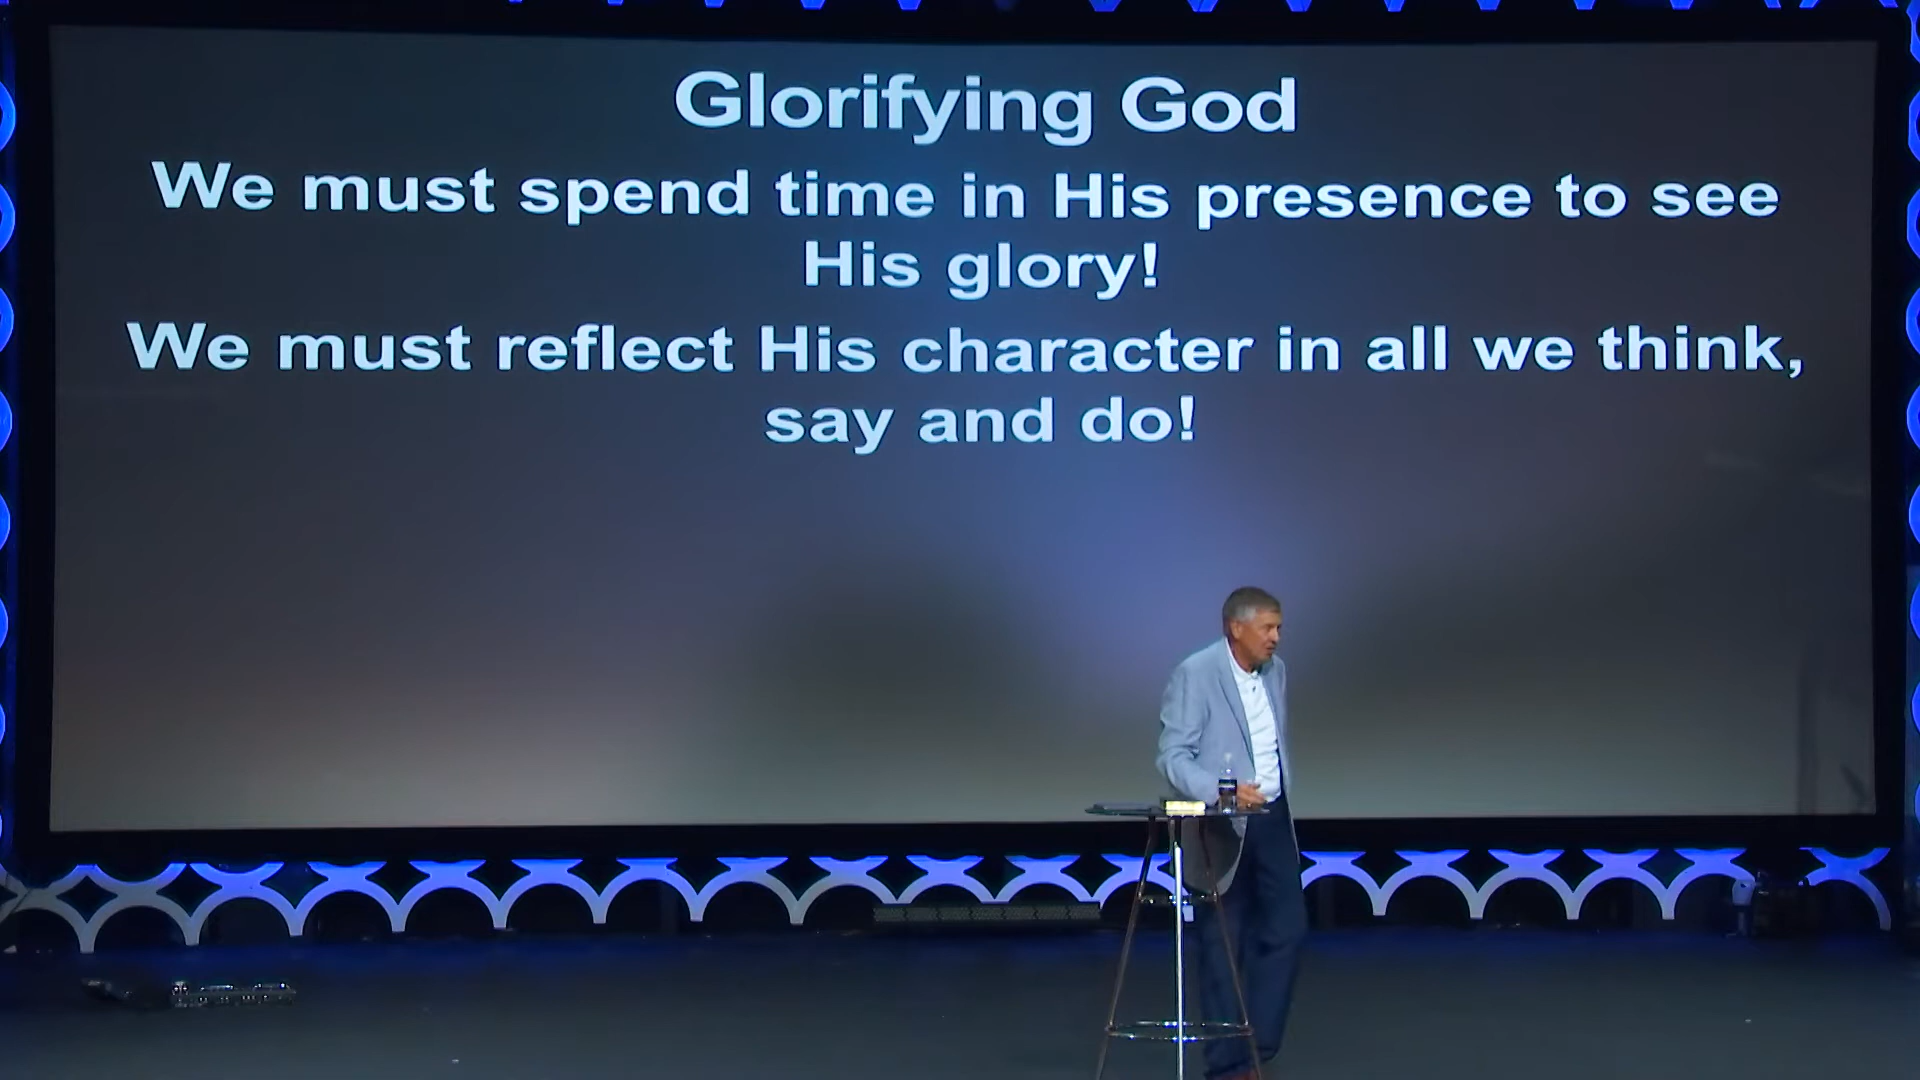 Glorifying God
We must spend time in His presence to see
His glory!
We must reflect His character in all we think,
say and do!